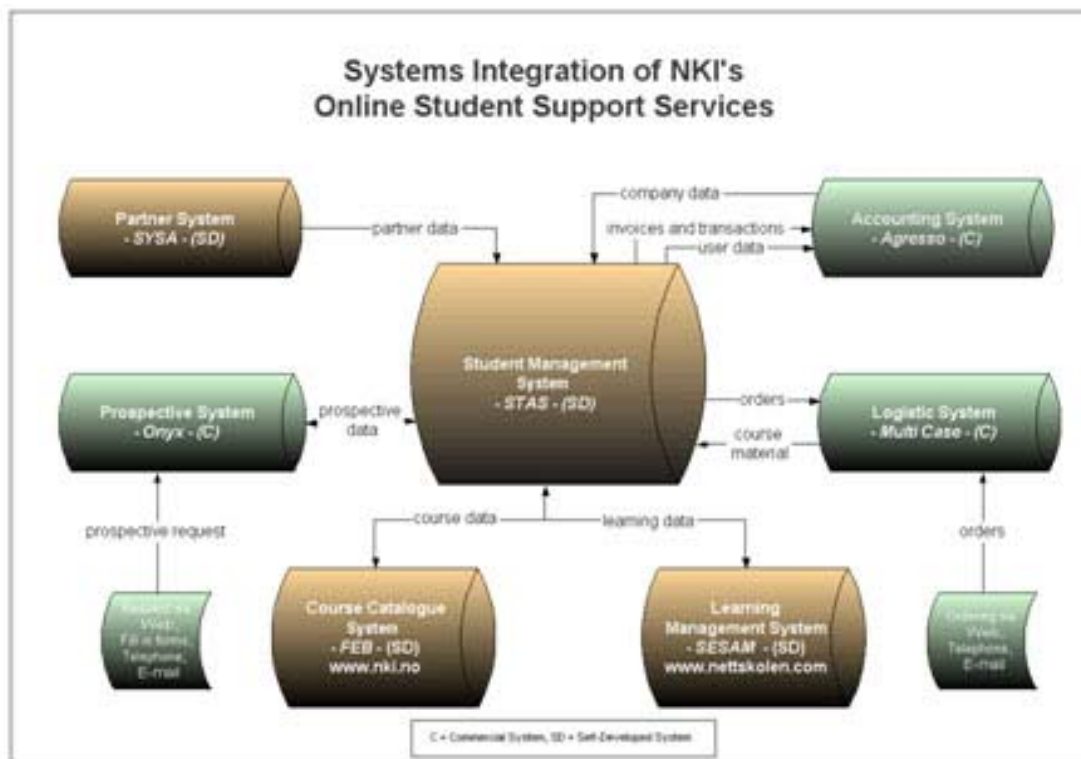 Systems Integration of NKI's
Online Student Support Services
Partner System
- SYSA - (SD)
partner data
company data
invoices and transactions
user data
Accounting System
- Agresso - (C)
Student Management
System
- STAS - (SD)
Prospective System
- Onyx - (C)
prospective
data
orders
course
material
Logistic System
- Multi Case - (C)
prospective request
course data
learning data
orders
Request via
Web,
Fill in forms,
Telephone,
E-mail
Course Catalogue
System
- FEB - (SD)
www.nki.no
Learning
Management System
- SESAM - (SD)
www.nettskolen.com
Ordering via
Web,
Telephone,
E-mail
C = Commercial System, SD = Self-Developed System